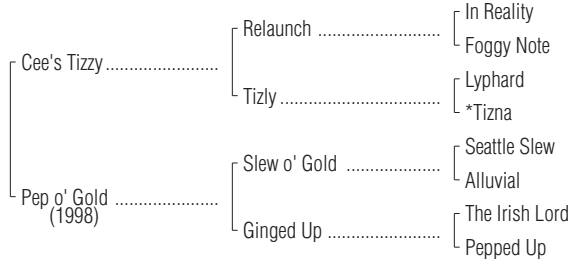 In Reality
Relaunch ..................
Foggy Note
Cee's Tizzy ......................
Lyphard
Tizly ..............................
*Tizna
Seattle Slew
Slew o' Gold ..................
Alluvial
Pep o' Gold ....................
(1998)
The Irish Lord
Ginged Up .....................
Pepped Up